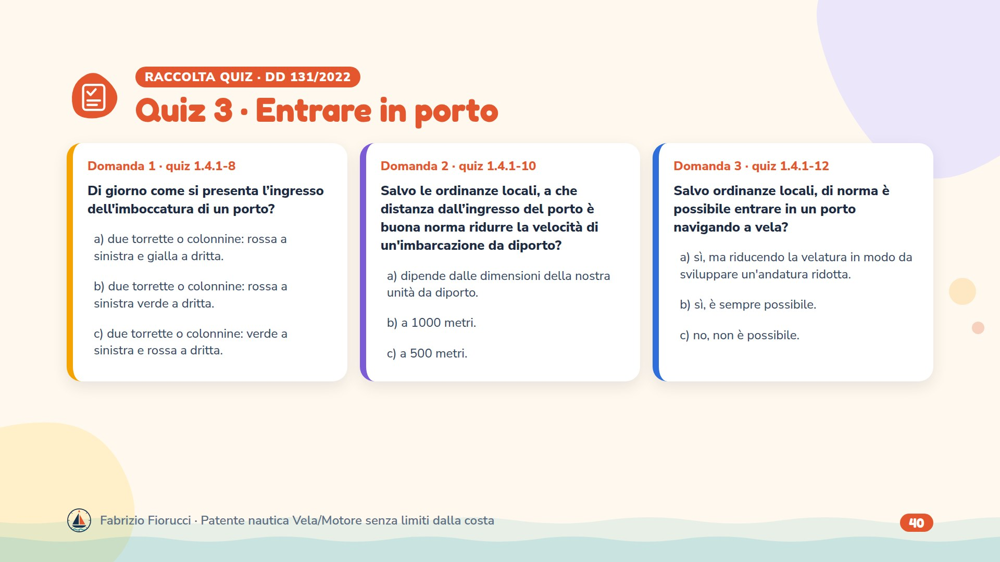 RACCOLTA QUIZ · DD 131/2022
Quiz 3 · Entrare in porto
Domanda 1 · quiz 1.4.1-8
Di giorno come si presenta l’ingresso
dell'imboccatura di un porto?
a) due torrette o colonnine: rossa a
sinistra e gialla a dritta.
b) due torrette o colonnine: rossa a
sinistra verde a dritta.
c) due torrette o colonnine: verde a
sinistra e rossa a dritta.
Domanda 2 · quiz 1.4.1-10
Salvo le ordinanze locali, a che
distanza dall’ingresso del porto è
buona norma ridurre la velocità di
un'imbarcazione da diporto?
a) dipende dalle dimensioni della nostra
unità da diporto.
b) a 1000 metri.
c) a 500 metri.
Domanda 3 · quiz 1.4.1-12
Salvo ordinanze locali, di norma è
possibile entrare in un porto
navigando a vela?
a) sì, ma riducendo la velatura in modo da
sviluppare un'andatura ridotta.
b) sì, è sempre possibile.
c) no, non è possibile.
Fabrizio Fiorucci · Patente nautica Vela/Motore senza limiti dalla costa
40